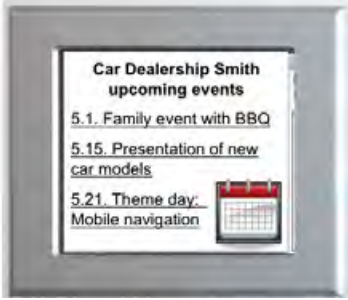 Car Dealership Smith
upcoming events
5.1. Family event with BBQ
5.15. Presentation of new
car models
5.21. Theme day:
Mobile navigation